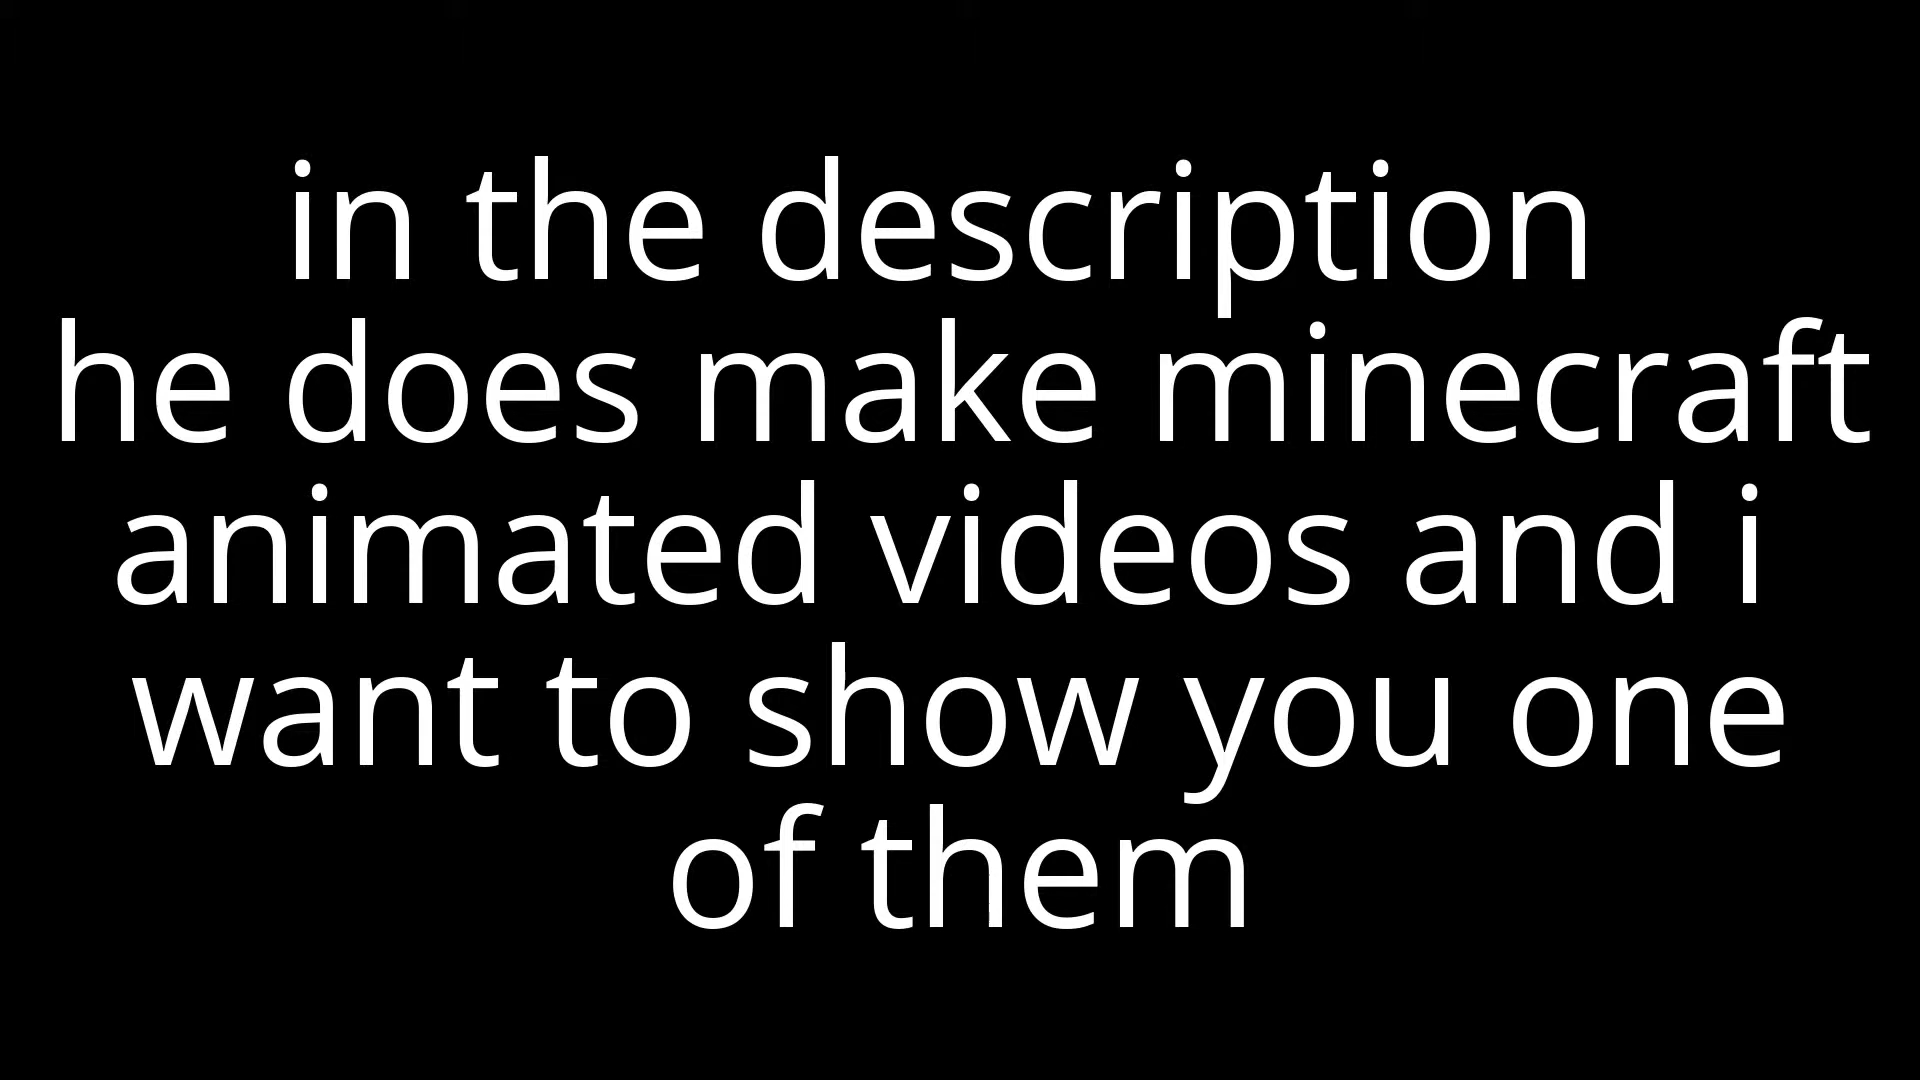 in the description
he does make minecraft
animated videos and i
want to show you one
of them